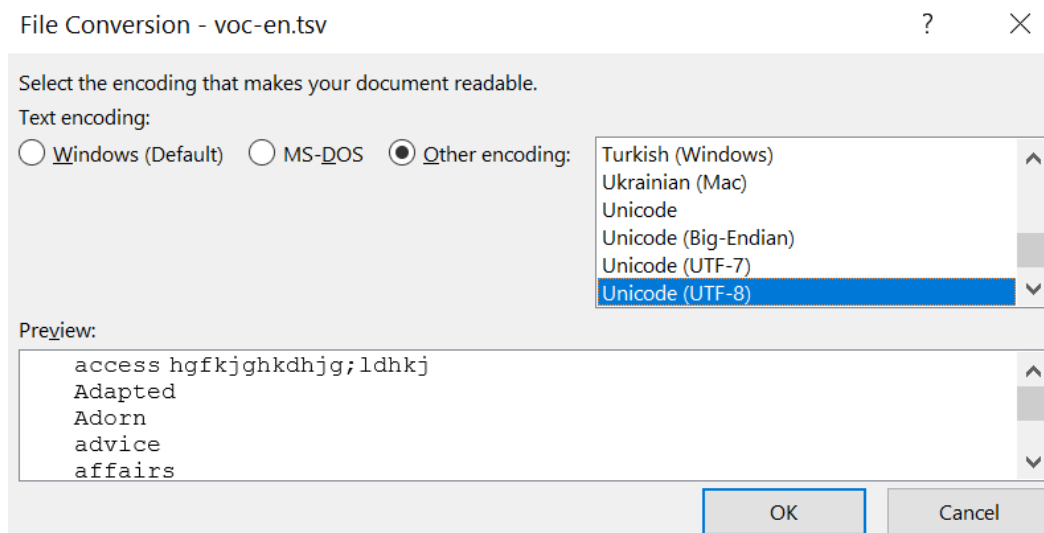 File Conversion - voc-en.tsv ?
Select the encoding that makes your document readable.
Text encoding:
Windows (Default) MS-DOS Other encoding:
Turkish (Windows)
Ukrainian (Mac)
Unicode
Unicode (Big-Endian)
Unicode (UTF-7)
Unicode (UTF-8)
Preview:
access hgfkjghkdhjg;ldhkj
Adapted
Adorn
advice
affairs
OK Cancel